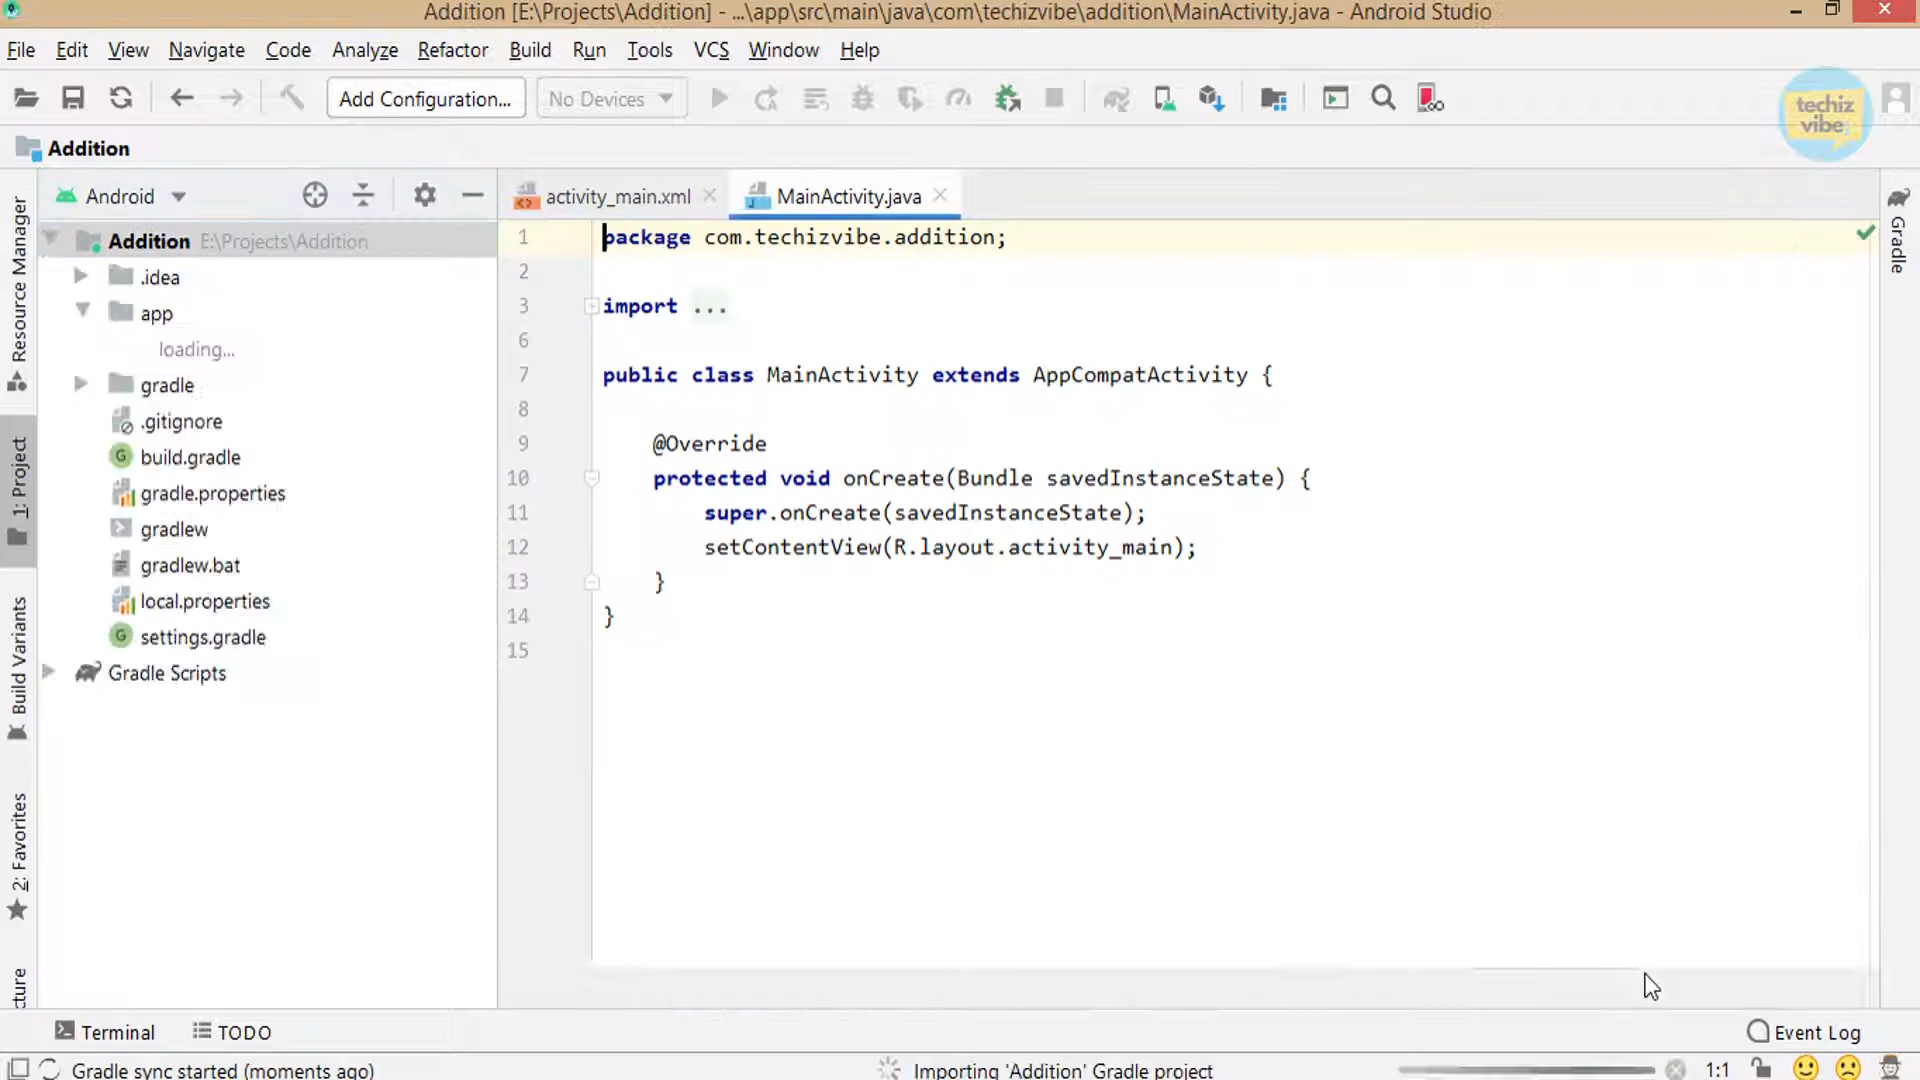 Addition [E:\Projects\Addition] - ...\app\src\main\java\com\techizvibe\addition\MainActivity.java - Android Studio
File Edit View Navigate Code Analyze Refactor Build Run Tools VCS Window Help
Add Configuration... No Devices
techiz
vibe
Addition
Android
activity_main.xml
MainActivity.java
Resource Manager
1: Project
Build Variants
2: Favorites
cture
Gradle
Addition E:\Projects\Addition
.idea
app
loading...
gradle
.gitignore
build.gradle
gradle.properties
gradlew
gradlew.bat
local.properties
settings.gradle
Gradle Scripts
1 package com.techizvibe.addition;
2
3 import ...
6
7 public class MainActivity extends AppCompatActivity {
8
9 @Override
10 protected void onCreate(Bundle savedInstanceState) {
11 super.onCreate(savedInstanceState);
12 setContentView(R.layout.activity_main);
13 }
14 }
15
Terminal TODO Event Log
Gradle sync started (moments ago) Importing 'Addition' Gradle project 1:1